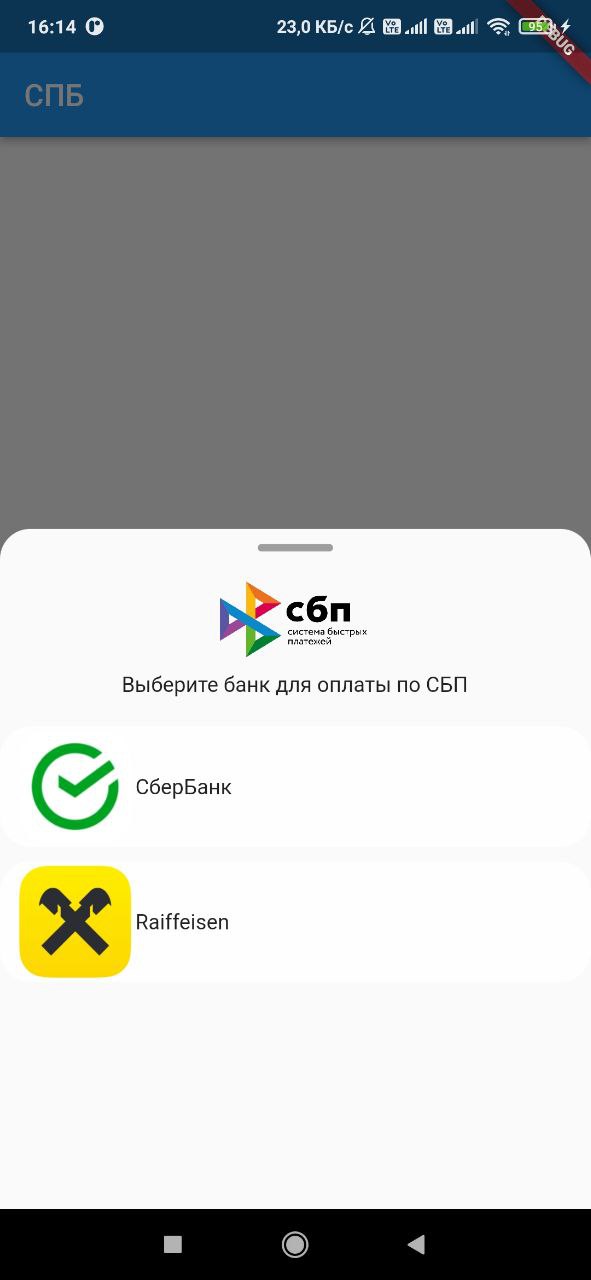 16:14
23,0 КБ/с
Vo LTE
Vo LTE
95
DEBUG
СПБ
сбп
система быстрых
платежей
Выберите банк для оплаты по СБП
СберБанк
Raiffeisen